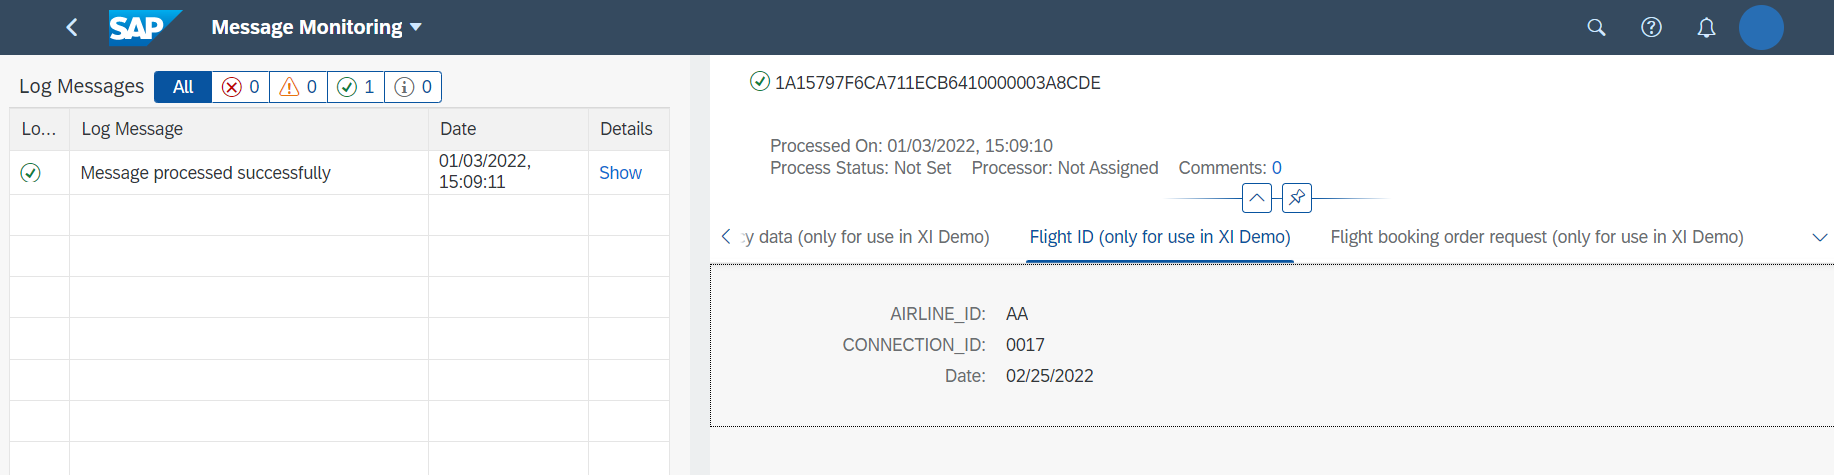 SAP Message Monitoring
Log Messages All 0 0 1 0
Lo... Log Message Date Details
Message processed successfully 01/03/2022, 15:09:11 Show
1A15797F6CA711ECB6410000003A8CDE
Processed On: 01/03/2022, 15:09:10
Process Status: Not Set Processor: Not Assigned Comments: 0
y data (only for use in XI Demo) Flight ID (only for use in XI Demo) Flight booking order request (only for use in XI Demo)
AIRLINE_ID: AA
CONNECTION_ID: 0017
Date: 02/25/2022